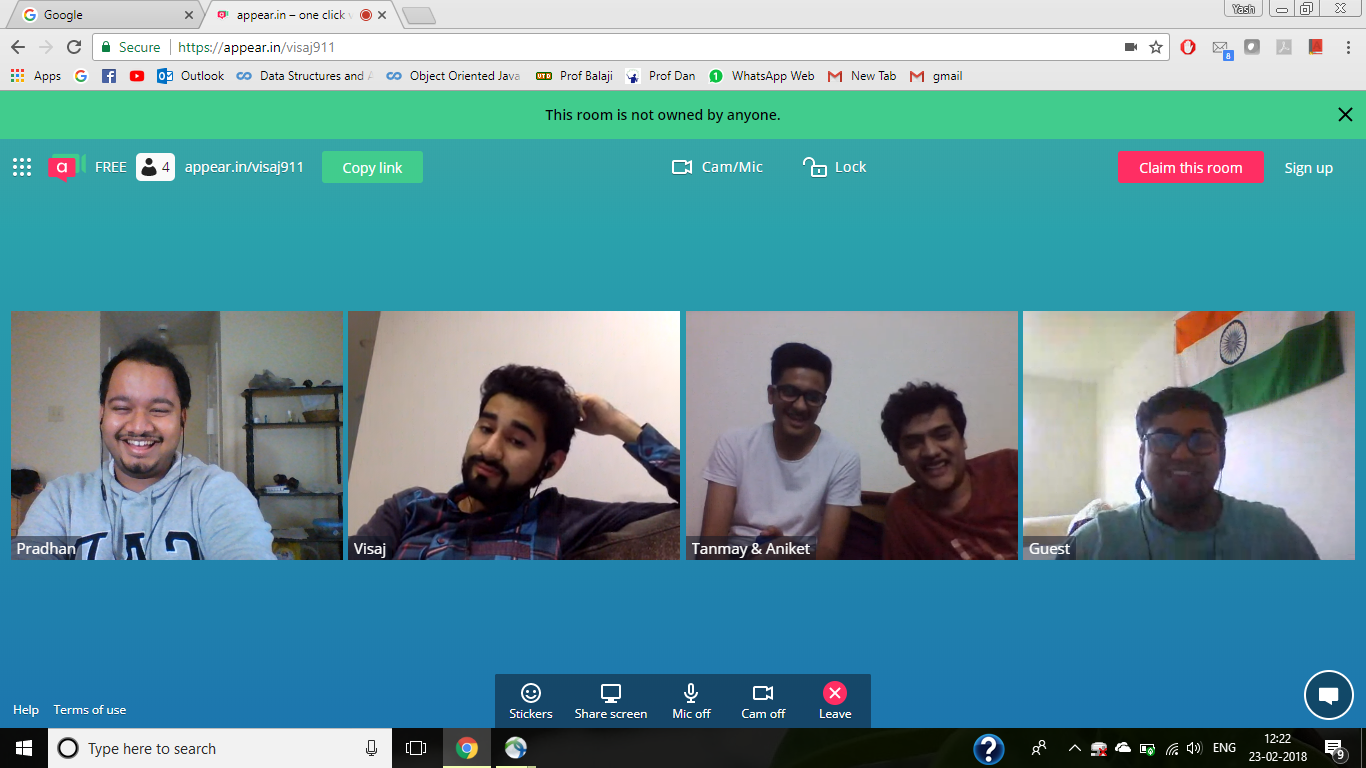 Google
appear.in – one click v
Yash
Secure
https://appear.in/visaj911
8
Apps
Outlook
Data Structures and A
Object Oriented Java
UTD
Prof Balaji
Prof Dan
1
WhatsApp Web
New Tab
gmail
This room is not owned by anyone.
a
FREE
4
appear.in/visaj911
Copy link
Cam/Mic
Lock
Claim this room
Sign up
Pradhan
Visaj
Tanmay & Aniket
Guest
Help
Terms of use
Stickers
Share screen
Mic off
Cam off
Leave
Type here to search
?
ENG
12:22
23-02-2018
9